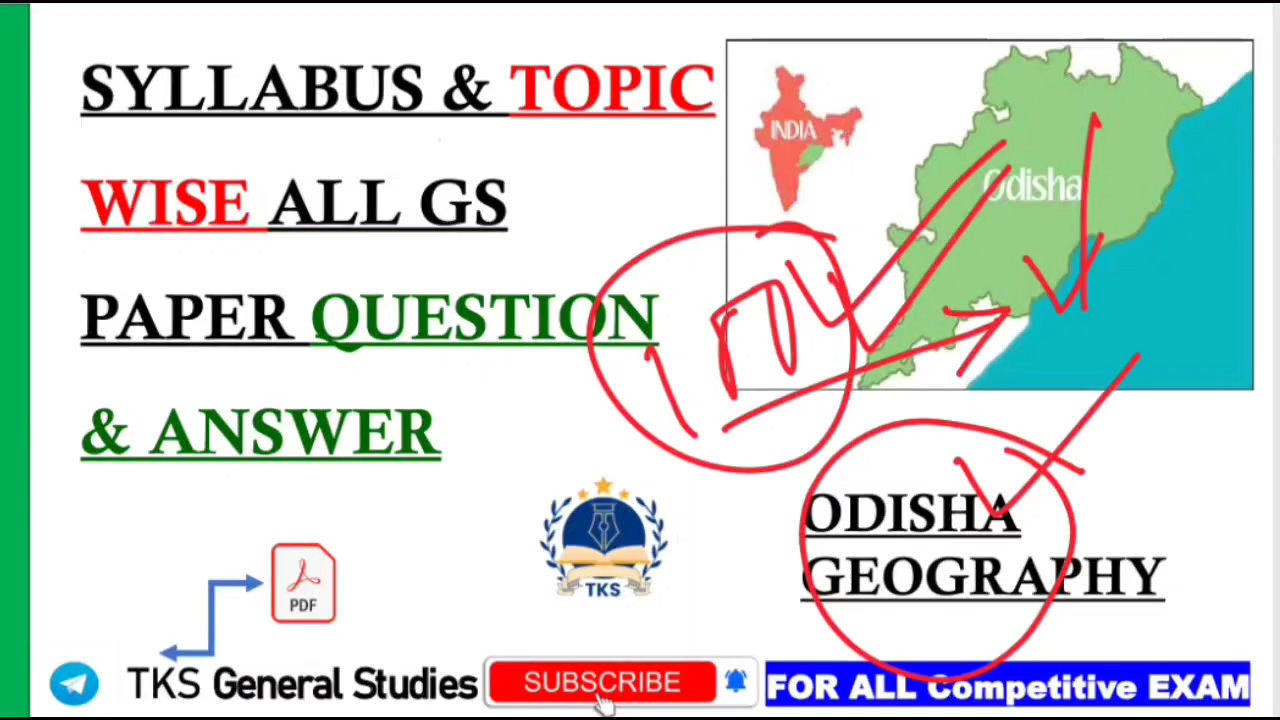 SYLLABUS & TOPIC
WISE ALL GS
PAPER QUESTION
& ANSWER
INDIA
Odisha
TKS
ODISHA
GEOGRAPHY
PDF
TKS General Studies
SUBSCRIBE
FOR ALL Competitive EXAM